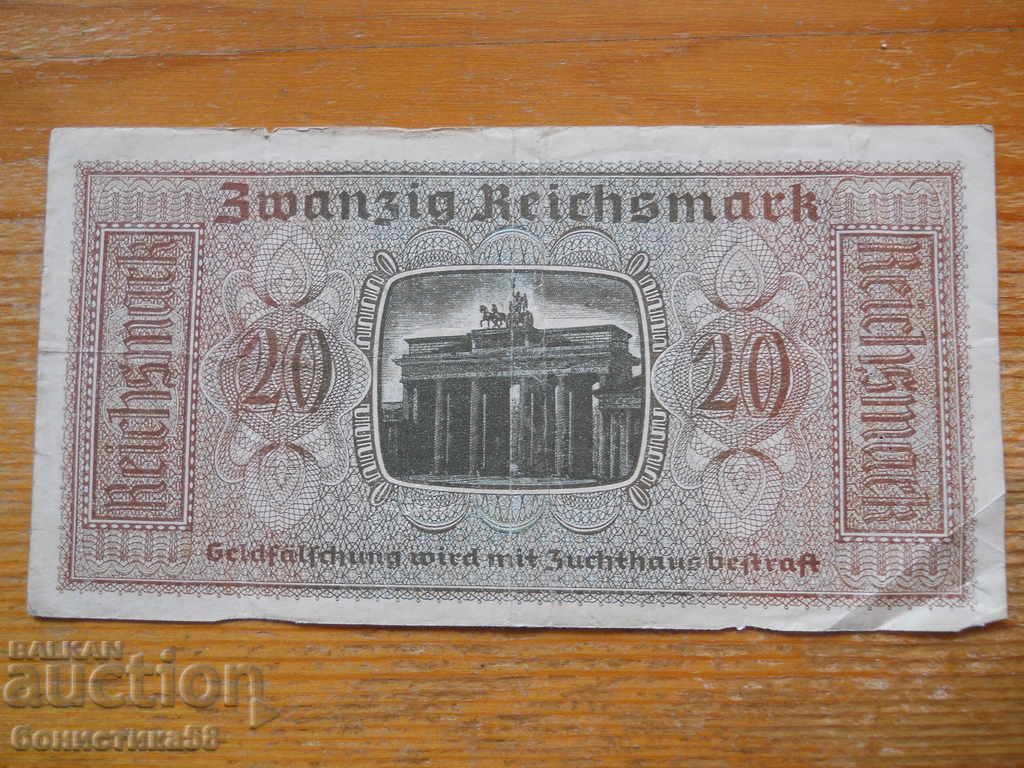 Zwanzig Reichsmark
Reichsmark
20
20
Reichsmark
Geldfälschung wird mit Zuchthaus bestraft
BALKAN
auction
бонистика58